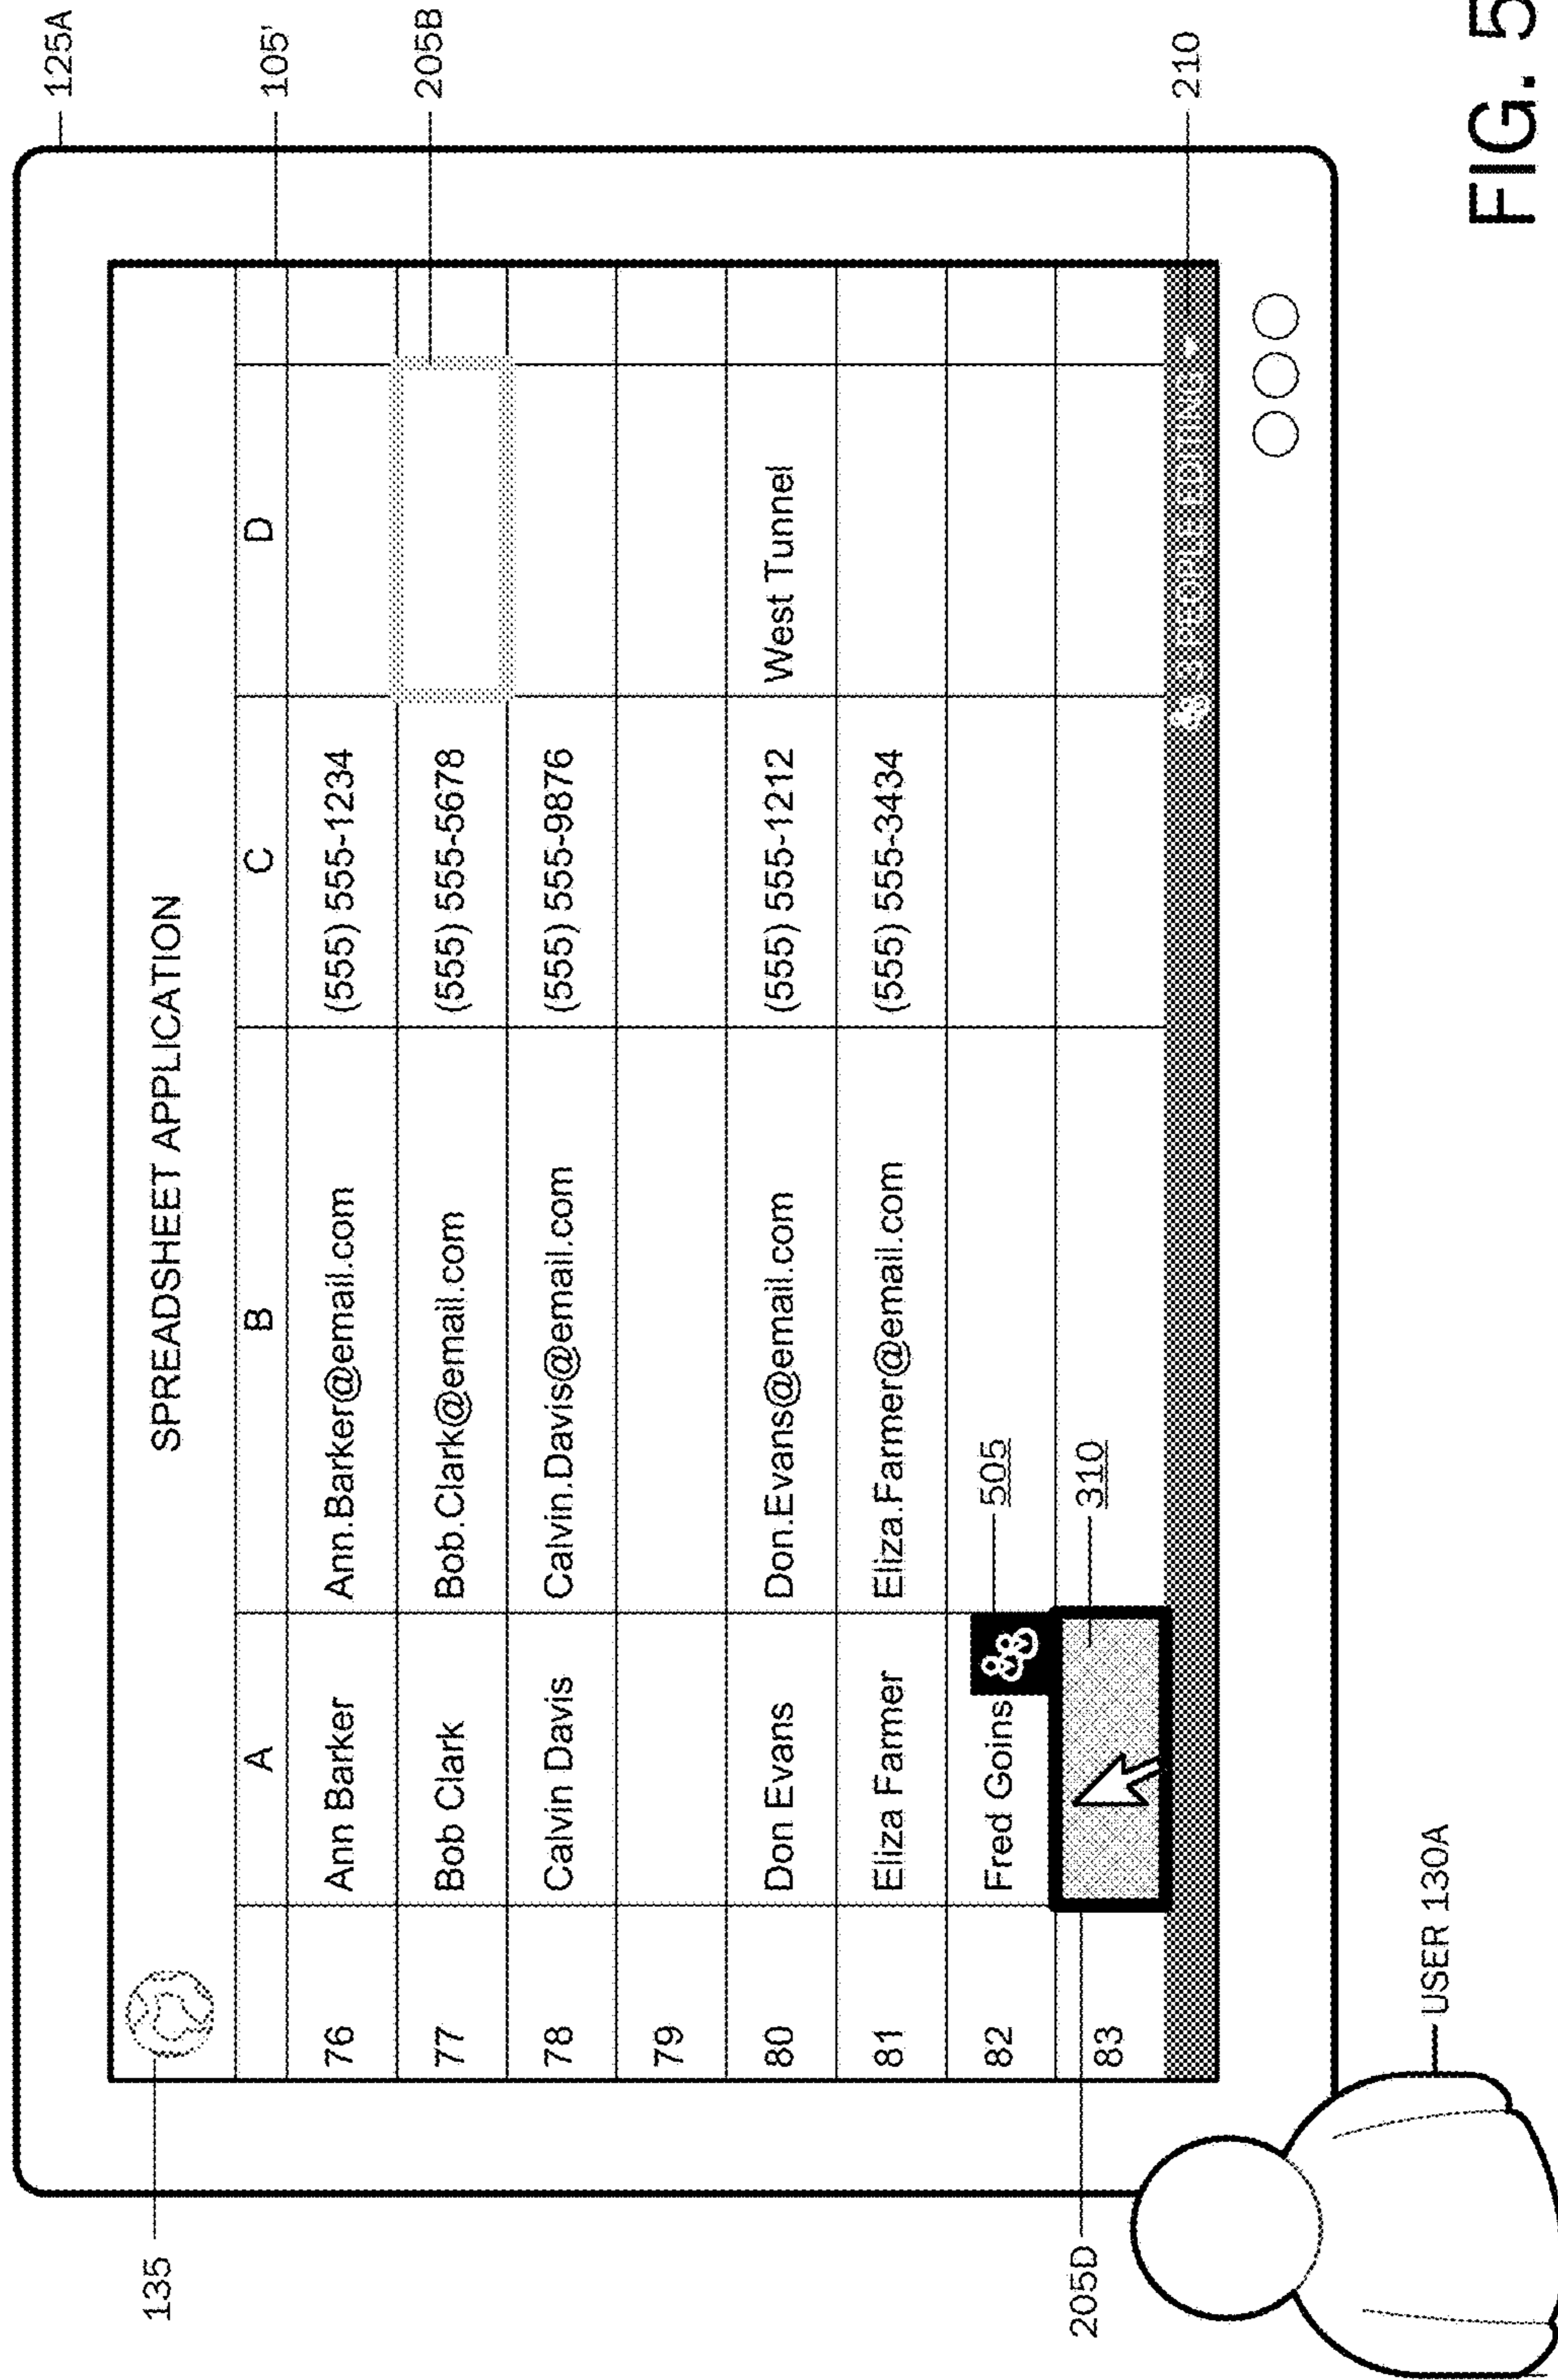 125A
135
SPREADSHEET APPLICATION
105'
A B C D
76 Ann Barker Ann.Barker@email.com (555) 555-1234
77 Bob Clark Bob.Clark@email.com (555) 555-5678
205B
78 Calvin Davis Calvin.Davis@email.com (555) 555-9876
79
80 Don Evans Don.Evans@email.com (555) 555-1212 West Tunnel
81 Eliza Farmer Eliza.Farmer@email.com (555) 555-3434
82 Fred Goins 505
205D
83 310
3 PEOPLE EDITING
210
USER 130A
FIG. 5